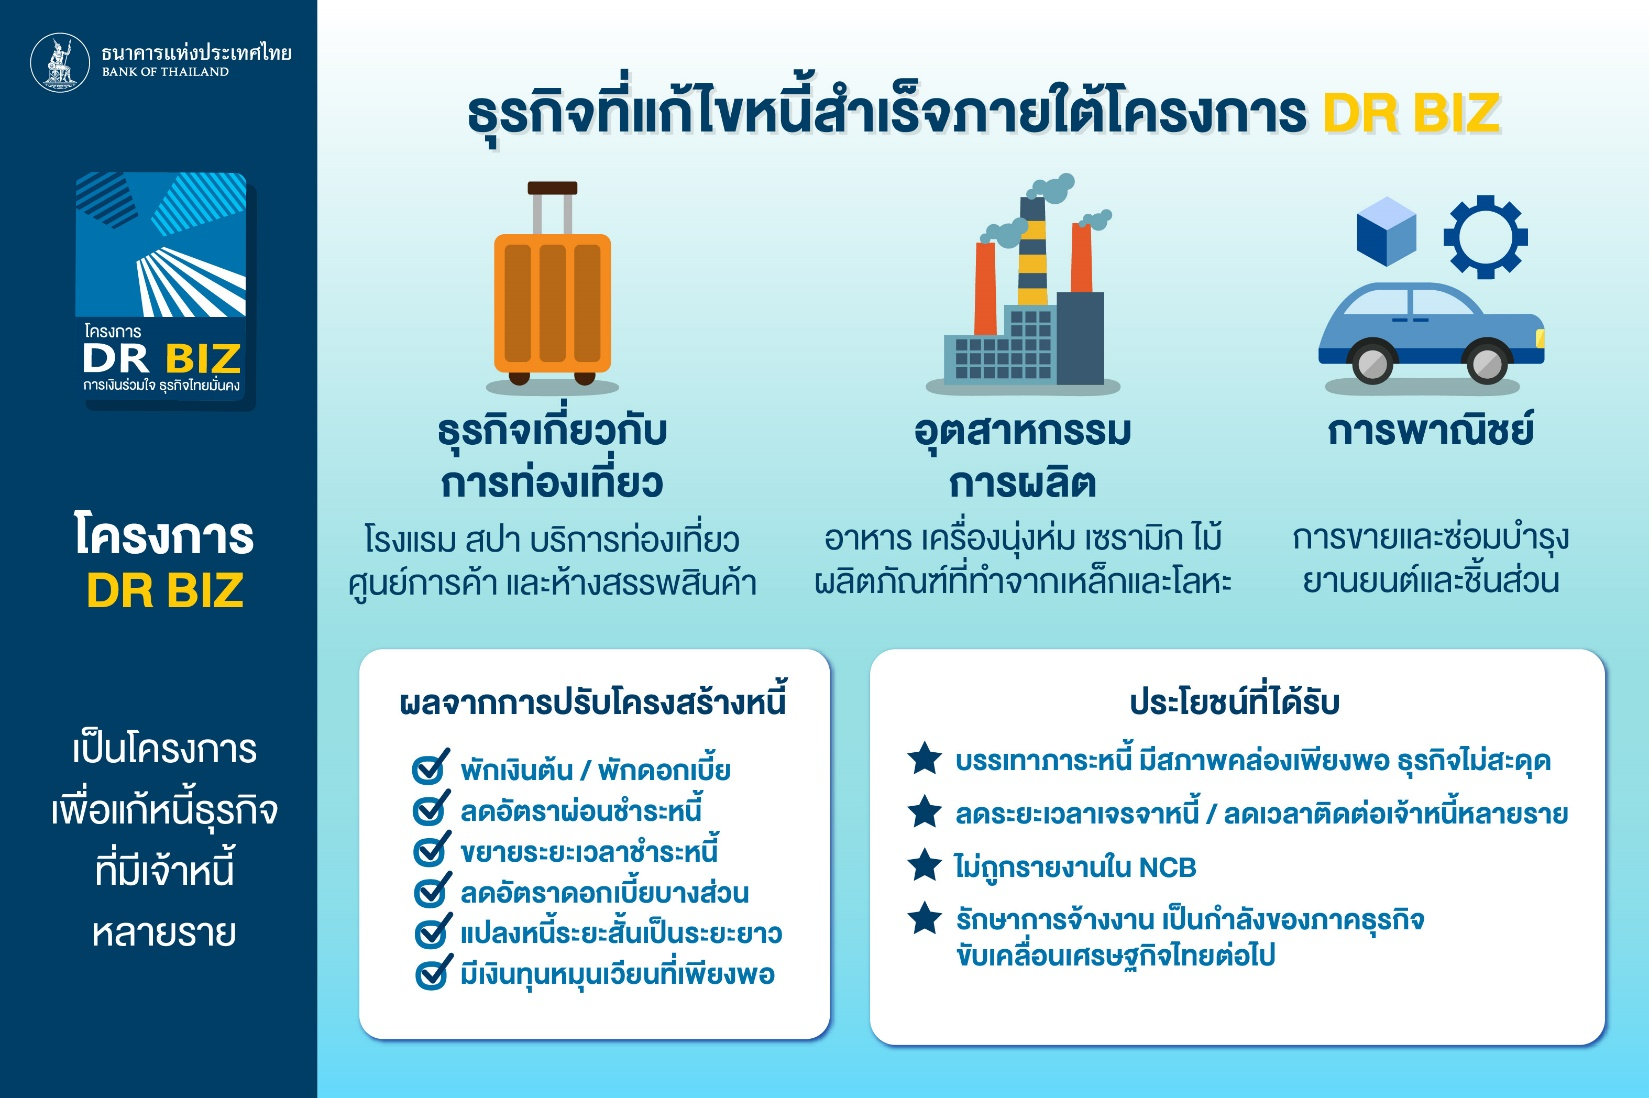 ธนาคารแห่งประเทศไทย
BANK OF THAILAND
โครงการ
DR BIZ
การเงินร่วมใจ ธุรกิจไทยมั่นคง
โครงการ
DR BIZ
เป็นโครงการ
เพื่อแก้หนี้ธุรกิจ
ที่มีเจ้าหนี้
หลายราย
ธุรกิจที่แก้ไขหนี้สำเร็จภายใต้โครงการ DR BIZ
ธุรกิจเกี่ยวกับ
การท่องเที่ยว
โรงแรม สปา บริการท่องเที่ยว
ศูนย์การค้า และห้างสรรพสินค้า
อุตสาหกรรม
การผลิต
อาหาร เครื่องนุ่งห่ม เซรามิก ไม้
ผลิตภัณฑ์ที่ทำจากเหล็กและโลหะ
การพาณิชย์
การขายและซ่อมบำรุง
ยานยนต์และชิ้นส่วน
ผลจากการปรับโครงสร้างหนี้
พักเงินต้น / พักดอกเบี้ย
ลดอัตราผ่อนชำระหนี้
ขยายระยะเวลาชำระหนี้
ลดอัตราดอกเบี้ยบางส่วน
แปลงหนี้ระยะสั้นเป็นระยะยาว
มีเงินทุนหมุนเวียนที่เพียงพอ
ประโยชน์ที่ได้รับ
บรรเทาภาระหนี้ มีสภาพคล่องเพียงพอ ธุรกิจไม่สะดุด
ลดระยะเวลาเจรจาหนี้ / ลดเวลาติดต่อเจ้าหนี้หลายราย
ไม่ถูกรายงานใน NCB
รักษาการจ้างงาน เป็นกำลังของภาคธุรกิจ
ขับเคลื่อนเศรษฐกิจไทยต่อไป